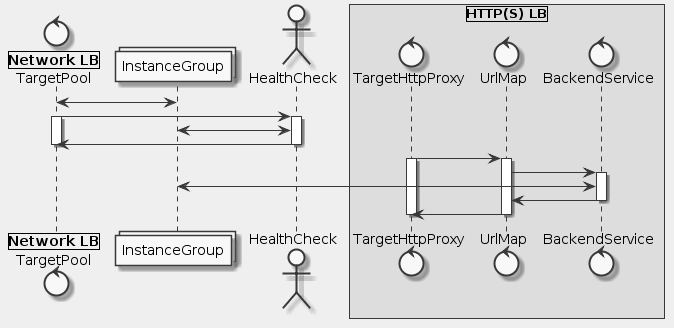 HTTP(S) LB
Network LB
TargetPool
InstanceGroup
HealthCheck
TargetHttpProxy
UrlMap
BackendService
Network LB
TargetPool
InstanceGroup
HealthCheck
TargetHttpProxy
UrlMap
BackendService